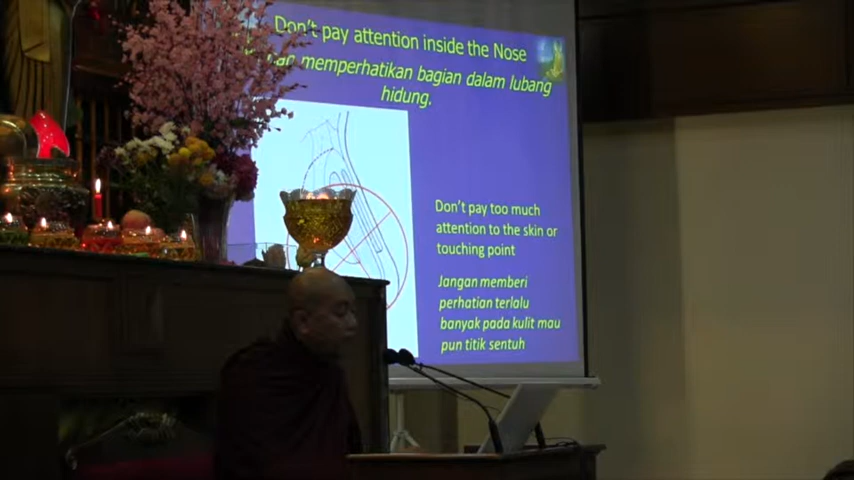 Don't pay attention inside the Nose
memperhatikan bagian dalam lubang
hidung.
Don't pay too much
attention to the skin or
touching point
Jangan memberi
perhatian terlalu
banyak pada kulit mau
pun titik sentuh